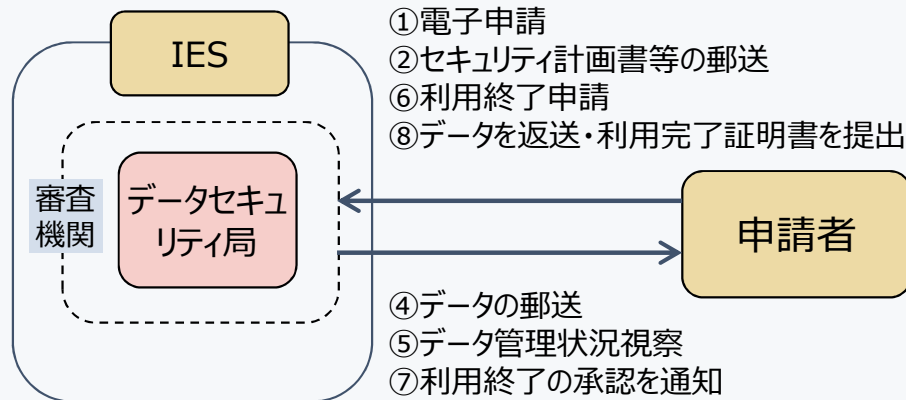 IES
①電子申請
②セキュリティ計画書等の郵送
⑥利用終了申請
⑧データを返送・利用完了証明書を提出
審査
機関
データセキュ
リティ局
申請者
④データの郵送
⑤データ管理状況視察
⑦利用終了の承認を通知